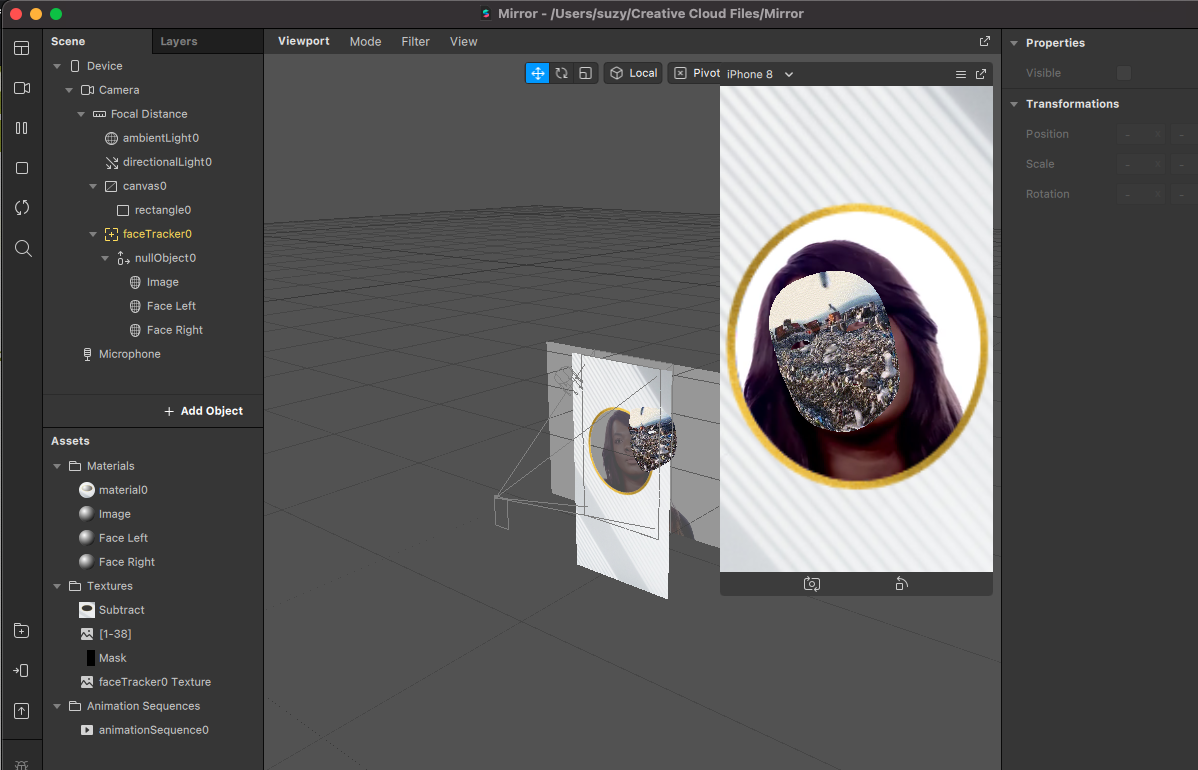 Mirror - /Users/suzy/Creative Cloud Files/Mirror
Scene
Layers
Device
Camera
Focal Distance
ambientLight0
directionalLight0
canvas0
rectangle0
faceTracker0
nullObject0
Image
Face Left
Face Right
Microphone
+ Add Object
Assets
Materials
material0
Image
Face Left
Face Right
Textures
Subtract
[1-38]
Mask
faceTracker0 Texture
Animation Sequences
animationSequence0
Viewport Mode Filter View
Local Pivot iPhone 8
Properties
Visible
Transformations
Position - X -
Scale - X -
Rotation - X -